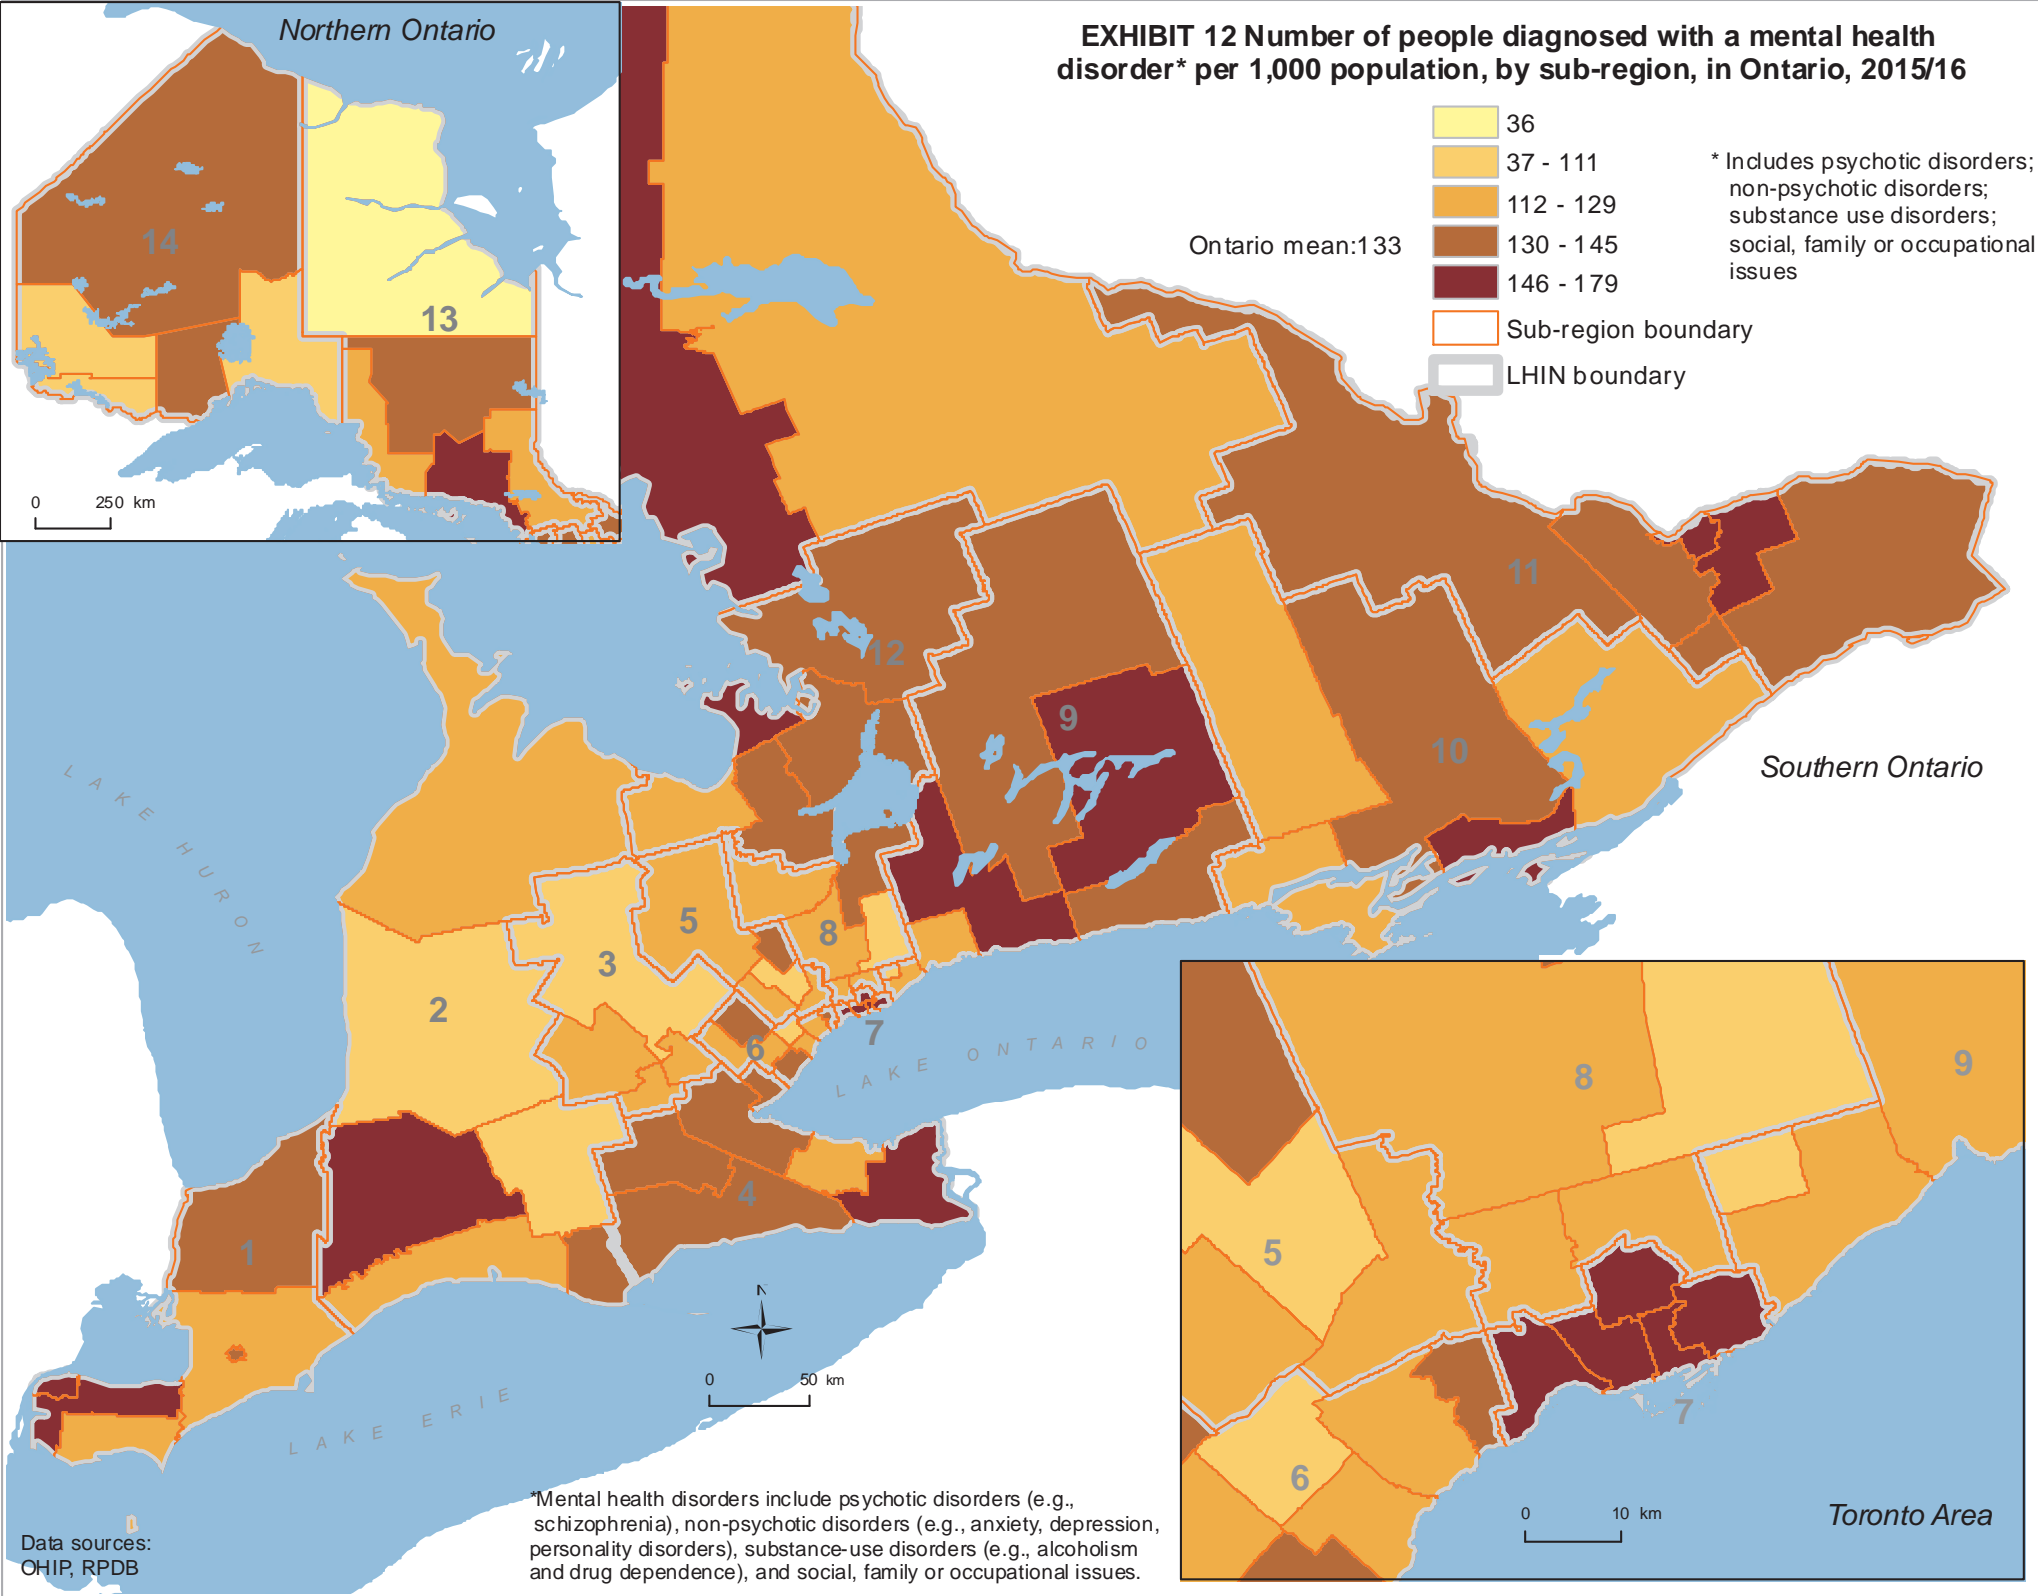 Northern Ontario
14
13
0 250 km
EXHIBIT 12 Number of people diagnosed with a mental health
disorder* per 1,000 population, by sub-region, in Ontario, 2015/16
36
37 - 111
112 - 129
Ontario mean:133
130 - 145
146 - 179
Sub-region boundary
LHIN boundary
* Includes psychotic disorders;
non-psychotic disorders;
substance use disorders;
social, family or occupational
issues
11
12
9
10
Southern Ontario
LAKE HURON
5
8
3
2
7
6
LAKE ONTARIO
4
1
N
0 50 km
LAKE ERIE
8
9
5
7
6
0 10 km
Toronto Area
*Mental health disorders include psychotic disorders (e.g.,
schizophrenia), non-psychotic disorders (e.g., anxiety, depression,
personality disorders), substance-use disorders (e.g., alcoholism
and drug dependence), and social, family or occupational issues.
Data sources:
OHIP, RPDB